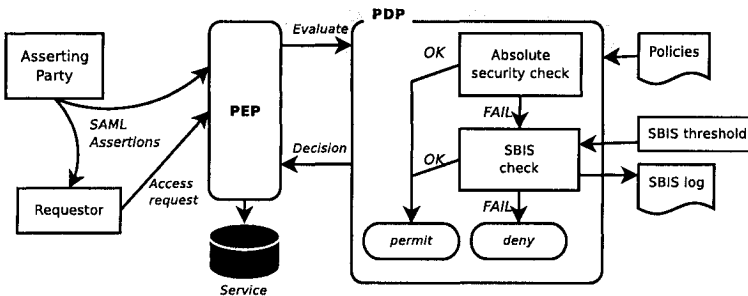 PDP
Asserting
Party
Evaluate
OK
Absolute
security check
Policies
PEP
SAML
Assertions
FAIL
SBIS threshold
Decision
OK
SBIS
check
SBIS log
Access
request
Requestor
FAIL
permit
deny
Service